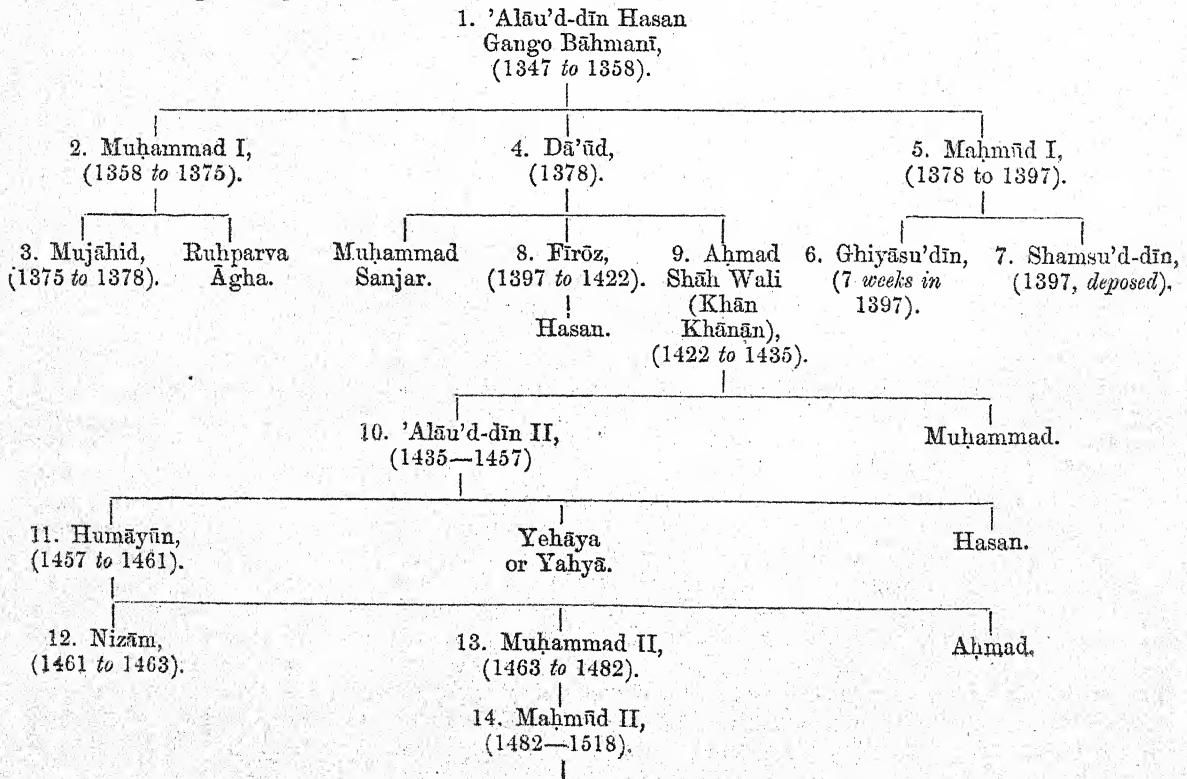 1. 'Alāu'd-dīn Hasan
Gango Bāhmanī,
(1347 to 1358).
2. Muḥammad I,
(1358 to 1375).
4. Dā'ūd,
(1378).
5. Maḥmūd I,
(1378 to 1397).
3. Mujāhid,
(1375 to 1378).
Ruhparva
Āgha.
Muḥammad
Sanjar.
8. Fīrōz,
(1397 to 1422).
Hasan.
9. Aḥmad
Shāh Wali
(Khān
Khānān),
(1422 to 1435).
6. Ghiyāsu'dīn,
(7 weeks in
1397).
7. Shamsu'd-dīn,
(1397, deposed).
10. 'Alāu'd-dīn II,
(1435—1457)
Muḥammad.
11. Humāyūn,
(1457 to 1461).
Yehāya
or Yahyā.
Hasan.
12. Nizām,
(1461 to 1463).
13. Muḥammad II,
(1463 to 1482).
Aḥmad.
14. Maḥmūd II,
(1482—1518).